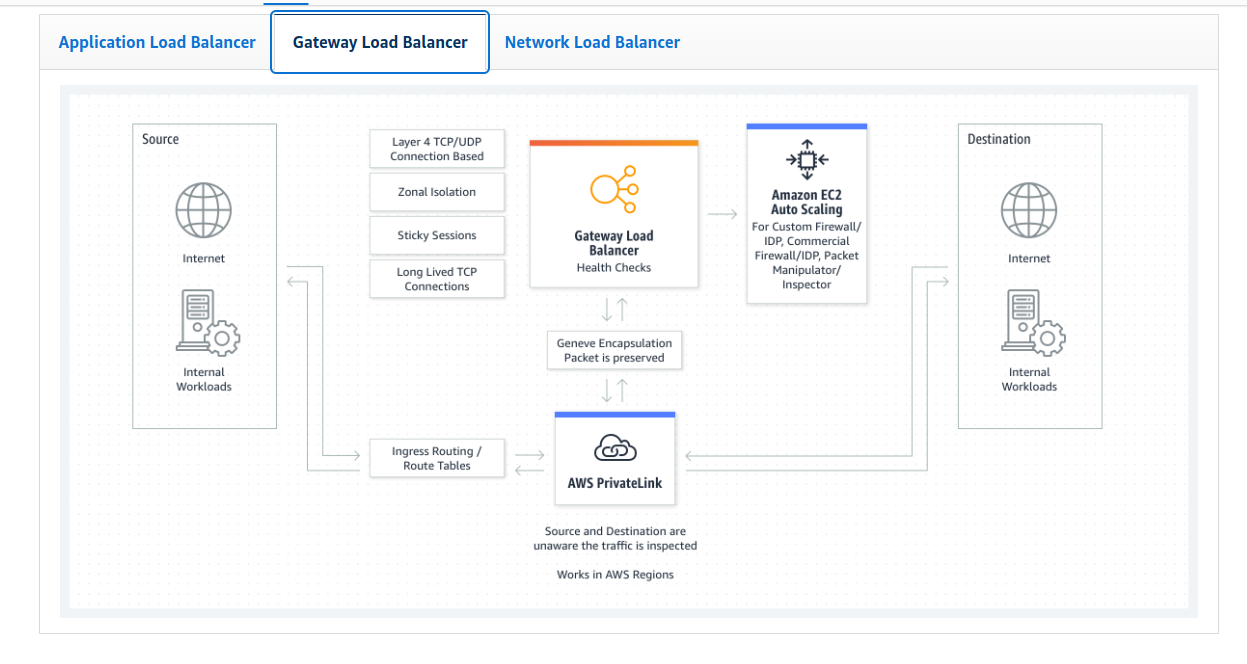 Application Load Balancer
Gateway Load Balancer
Network Load Balancer
Source
Internet
Internal
Workloads
Layer 4 TCP/UDP
Connection Based
Zonal Isolation
Sticky Sessions
Long Lived TCP
Connections
Gateway Load
Balancer
Health Checks
Amazon EC2
Auto Scaling
For Custom Firewall/
IDP, Commercial
Firewall/IDP, Packet
Manipulator/
Inspector
Destination
Internet
Internal
Workloads
Geneve Encapsulation
Packet is preserved
Ingress Routing /
Route Tables
AWS PrivateLink
Source and Destination are
unaware the traffic is inspected
Works in AWS Regions